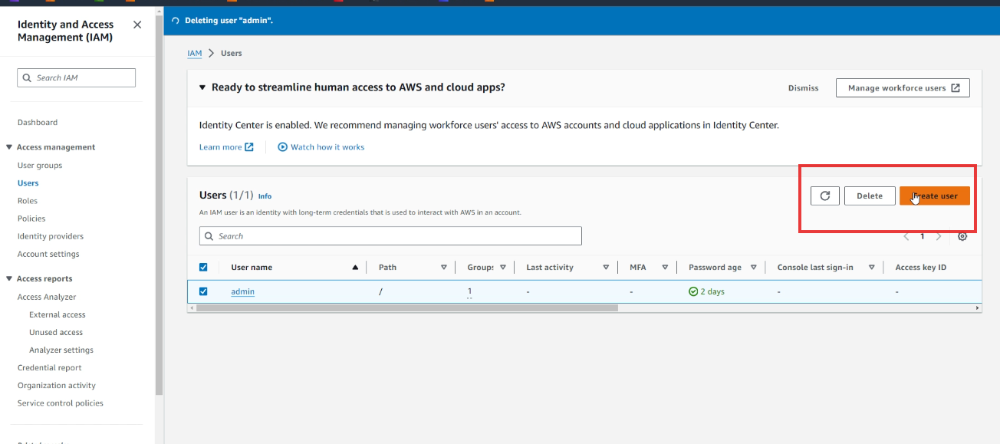 Deleting user "admin".
Identity and Access
Management (IAM)
Search IAM
Dashboard
Access management
User groups
Users
Roles
Policies
Identity providers
Account settings
Access reports
Access Analyzer
External access
Unused access
Analyzer settings
Credential report
Organization activity
Service control policies
IAM > Users
Ready to streamline human access to AWS and cloud apps?
Dismiss
Manage workforce users
Identity Center is enabled. We recommend managing workforce users' access to AWS accounts and cloud applications in Identity Center.
Learn more
Watch how it works
Users (1/1) Info
Delete
Create user
An IAM user is an identity with long-term credentials that is used to interact with AWS in an account.
Search
1
User name Path Groups Last activity MFA Password age Console last sign-in Access key ID
admin / 1 - - 2 days - -